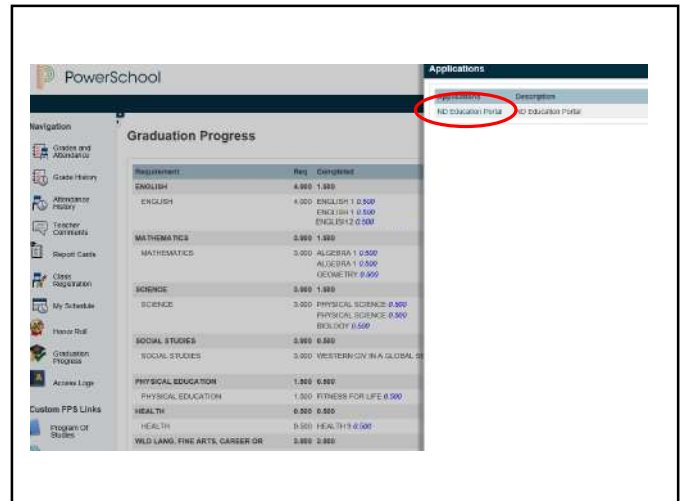 PowerSchool
Applications
Applications Description
ND Education Portal ND Education Portal
Navigation
Grades and
Attendance
Grade History
Attendance
History
Teacher
Comments
Report Cards
Class
Registration
My Schedule
Honor Roll
Graduation
Progress
Access Logs
Custom FPS Links
Program Of
Studies
Graduation Progress
Requirement Req Completed
ENGLISH 4.000 1.500
ENGLISH 4.000 ENGLISH 1 0.500
ENGLISH 1 0.500
ENGLISH 2 0.500
MATHEMATICS 3.000 1.500
MATHEMATICS 3.000 ALGEBRA 1 0.500
ALGEBRA 1 0.500
GEOMETRY 0.500
SCIENCE 3.000 1.500
SCIENCE 3.000 PHYSICAL SCIENCE 0.500
PHYSICAL SCIENCE 0.500
BIOLOGY 0.500
SOCIAL STUDIES 3.000 0.500
SOCIAL STUDIES 3.000 WESTERN CIV IN A GLOBAL
PHYSICAL EDUCATION 1.500 0.500
PHYSICAL EDUCATION 1.500 FITNESS FOR LIFE 0.500
HEALTH 0.500 0.500
HEALTH 0.500 HEALTH 9 0.500
WLD LANG, FINE ARTS, CAREER OR 3.000